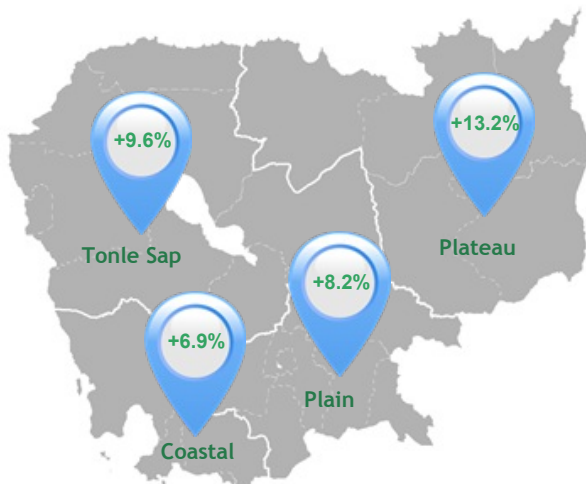 +9.6%
Tonle Sap
+13.2%
Plateau
+8.2%
Plain
+6.9%
Coastal